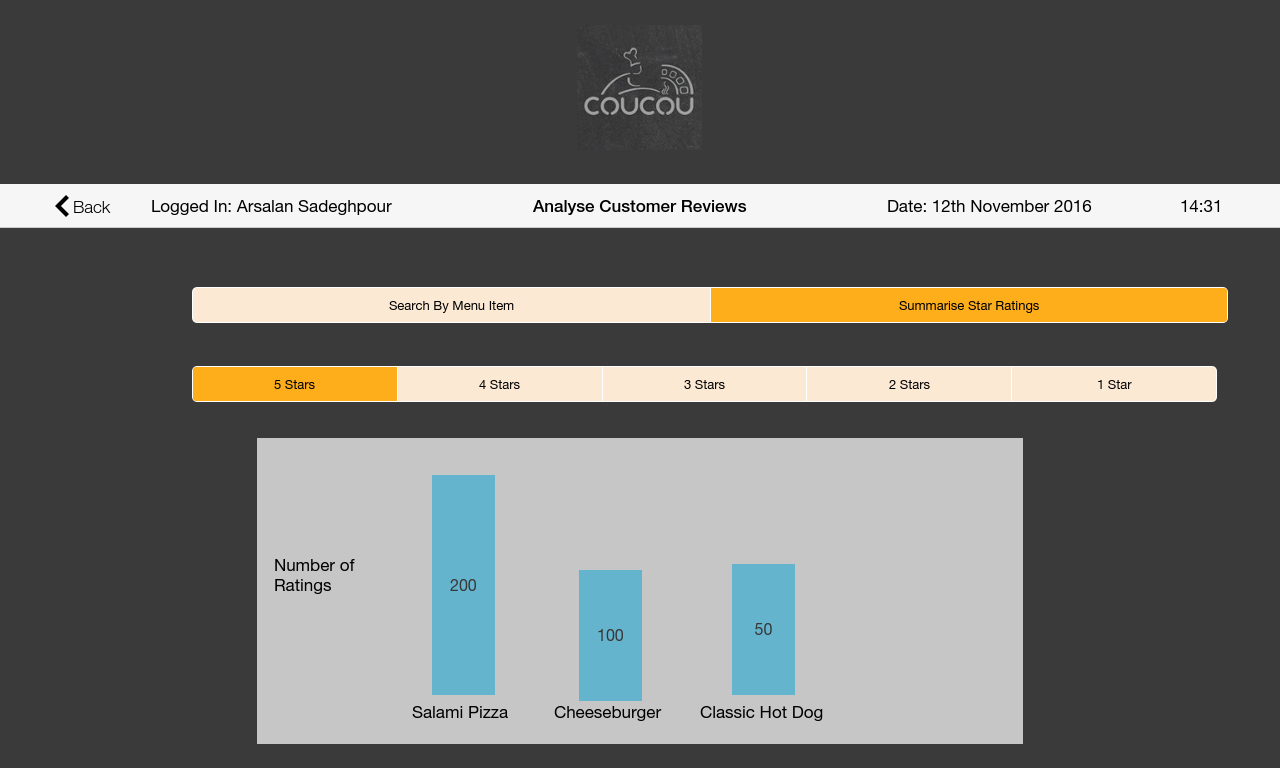 COUCOU
Back
Logged In: Arsalan Sadeghpour
Analyse Customer Reviews
Date: 12th November 2016
14:31
Search By Menu Item
Summarise Star Ratings
5 Stars
4 Stars
3 Stars
2 Stars
1 Star
Number of
Ratings
200
100
50
Salami Pizza
Cheeseburger
Classic Hot Dog